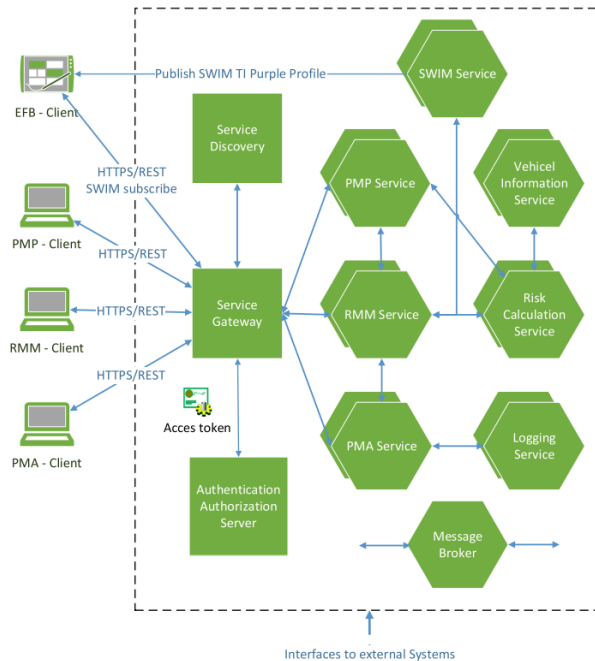 Publish SWIM TI Purple Profile
SWIM Service
EFB - Client
Service
Discovery
HTTPS/REST
SWIM subscribe
PMP Service
Vehicel
Information
Service
PMP - Client
HTTPS/REST
Service
Gateway
RMM Service
Risk
Calculation
Service
HTTPS/REST
RMM - Client
HTTPS/REST
Acces token
PMA Service
Logging
Service
PMA - Client
Authentication
Authorization
Server
Message
Broker
Interfaces to external Systems